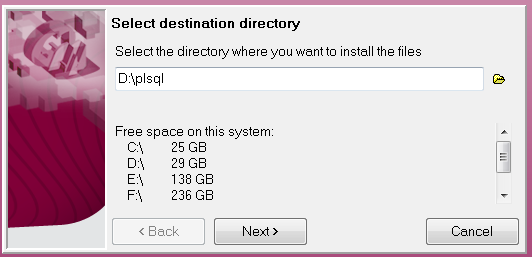 Select destination directory
Select the directory where you want to install the files
D:\plsql
Free space on this system:
C:\ 25 GB
D:\ 29 GB
E:\ 138 GB
F:\ 236 GB
< Back
Next >
Cancel